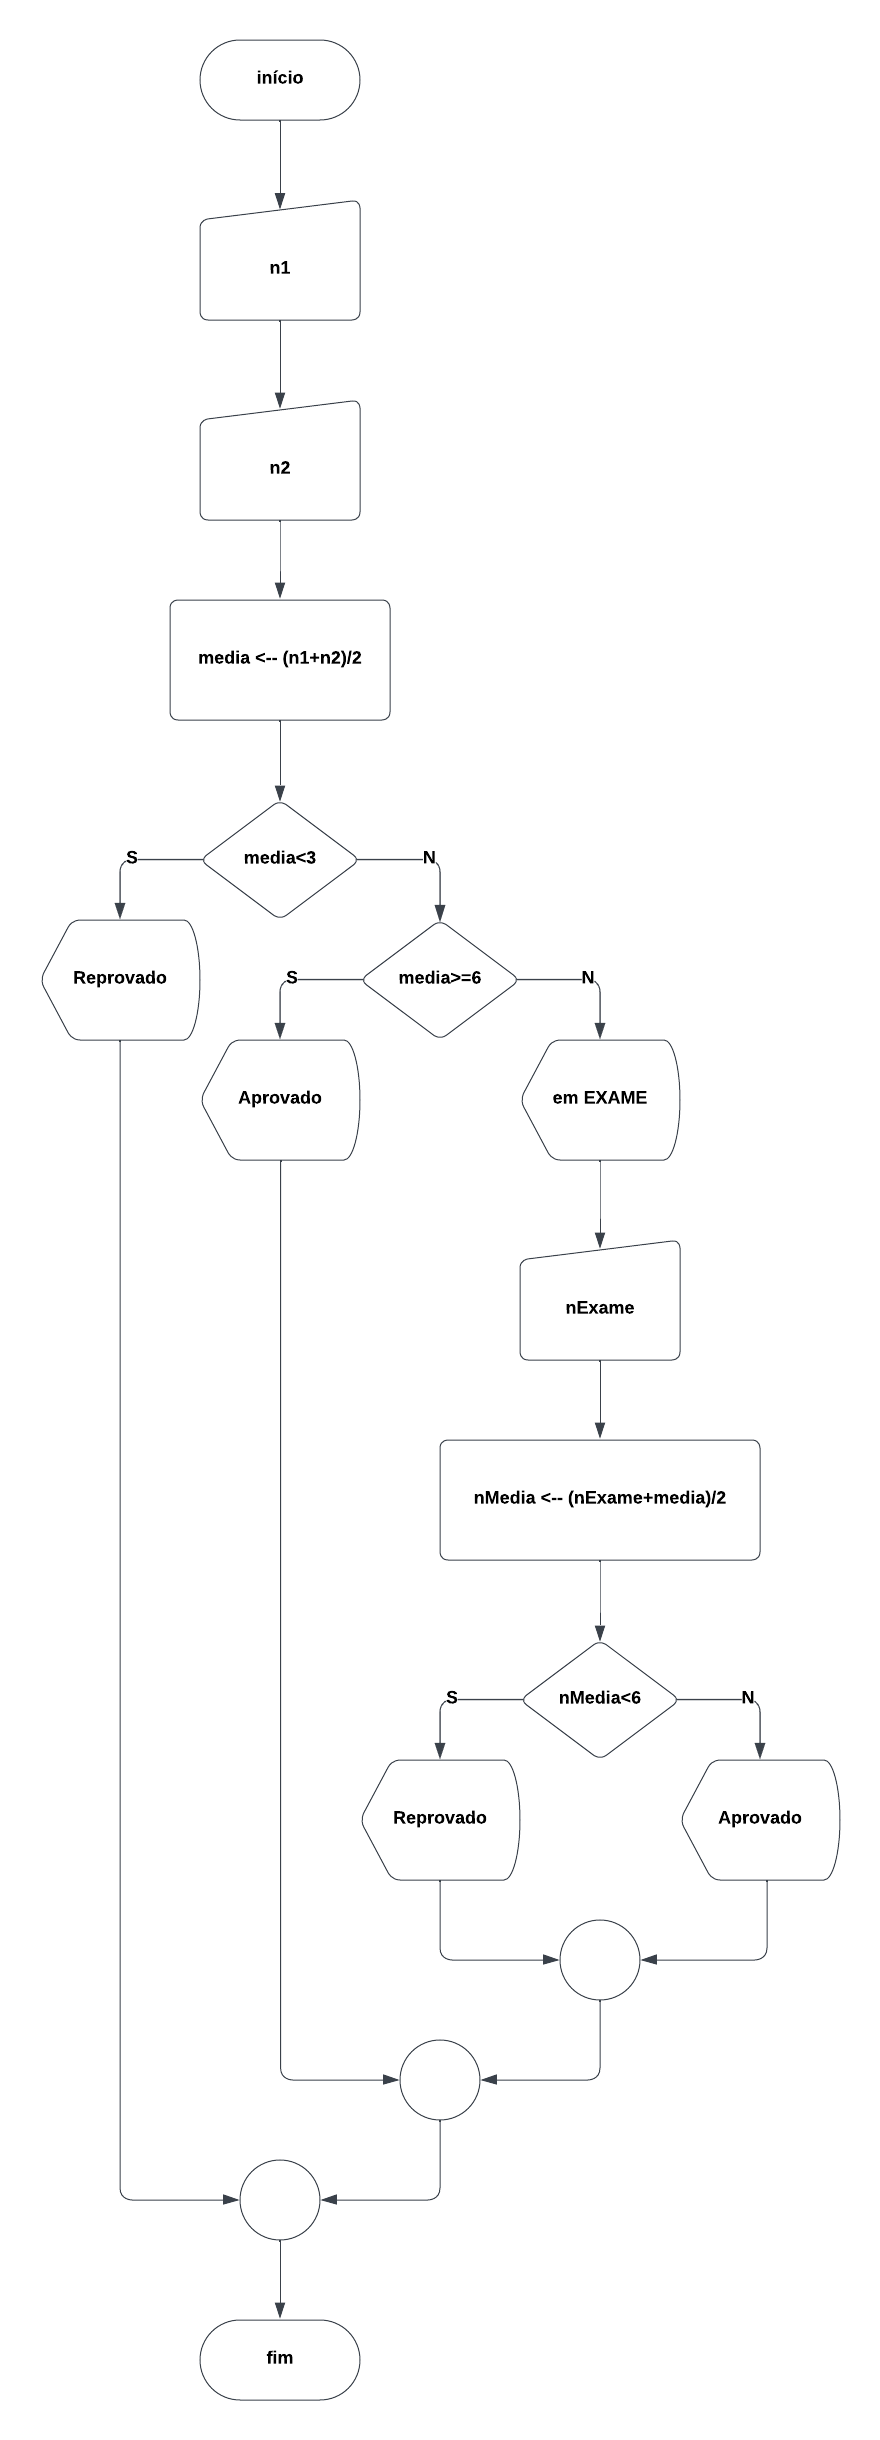 início
n1
n2
media <-- (n1+n2)/2
media<3
S
N
Reprovado
media>=6
S
N
Aprovado
em EXAME
nExame
nMedia <-- (nExame+media)/2
nMedia<6
S
N
Reprovado
Aprovado
fim